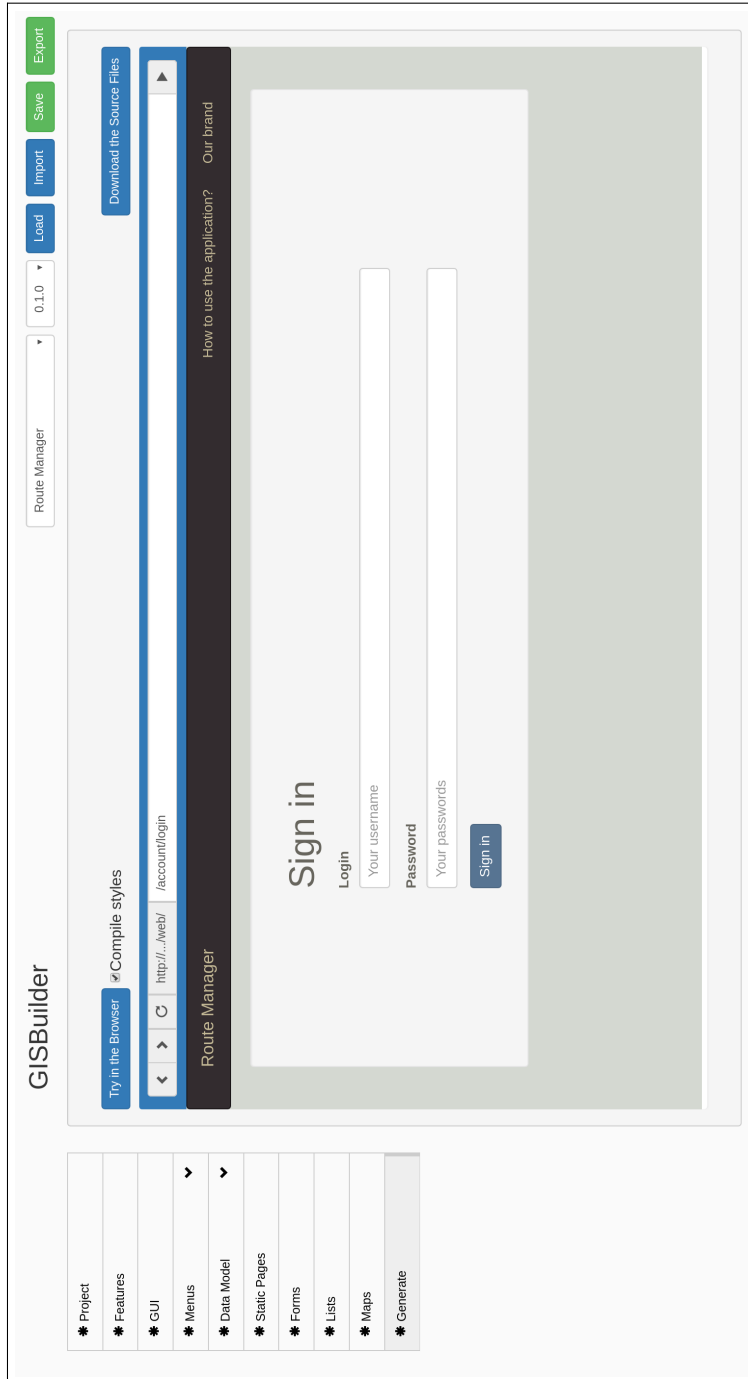 GISBuilder
Route Manager
0.1.0
Load
Import
Save
Export
Project
Features
GUI
Menus
Data Model
Static Pages
Forms
Lists
Maps
Generate
Try in the Browser
Compile styles
Download the Source Files
http://.../web/
/account/login
Route Manager
How to use the application?
Our brand
Sign in
Login
Your username
Password
Your passwords
Sign in